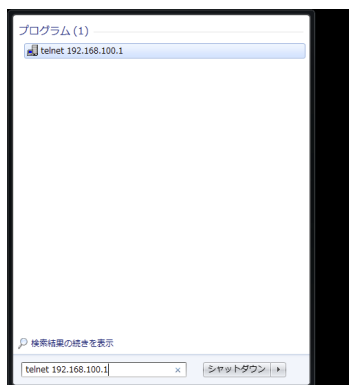 プログラム (1)
telnet 192.168.100.1
検索結果の続きを表示
telnet 192.168.100.1
シャットダウン